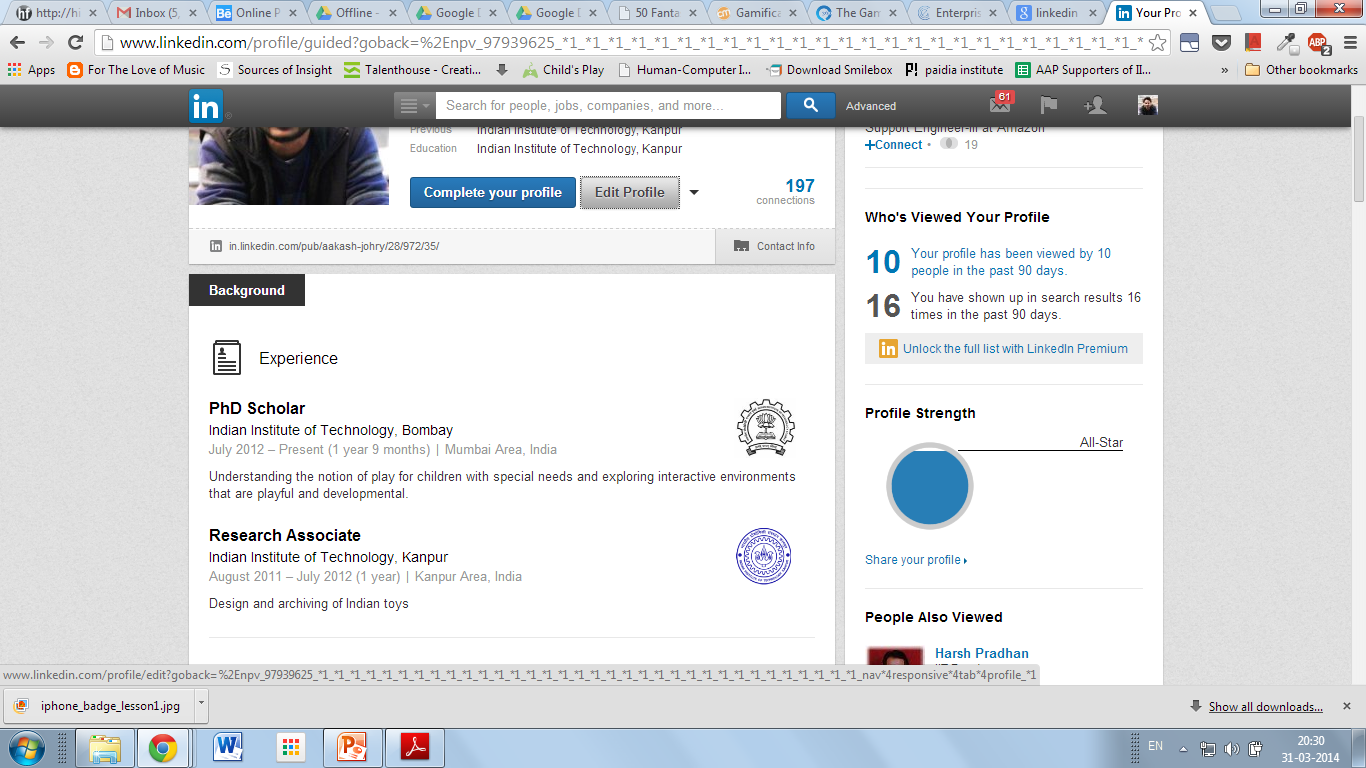 http://hi
Inbox (5,
Online P
Offline -
Google D
Google D
50 Fanta
Gamifica
The Gam
Enterpris
linkedin
Your Pro
www.linkedin.com/profile/guided?goback=%2Enpv_97939625_*1_*1_*1_*1_*1_*1_*1_*1_*1_*1_*1_*1_*1_*1_*1_*1_*1_*1_*1_*1_*1_*1_*1_*1_*1_*1_*1_*1_*
ABP 2
Apps
For The Love of Music
Sources of Insight
Talenthouse - Creati...
Child's Play
Human-Computer I...
Download Smilebox
P! paidia institute
AAP Supporters of II...
»
Other bookmarks
in
Search for people, jobs, companies, and more...
Advanced
61
Previous Indian Institute of Technology, Kanpur
Education Indian Institute of Technology, Kanpur
Complete your profile
Edit Profile
197
connections
in.linkedin.com/pub/aakash-johry/28/972/35/
Contact Info
Background
Experience
PhD Scholar
Indian Institute of Technology, Bombay
July 2012 – Present (1 year 9 months) | Mumbai Area, India
Understanding the notion of play for children with special needs and exploring interactive environments
that are playful and developmental.
Research Associate
Indian Institute of Technology, Kanpur
August 2011 – July 2012 (1 year) | Kanpur Area, India
Design and archiving of Indian toys
Support Engineer-III at Amazon
+Connect • 19
Who's Viewed Your Profile
10 Your profile has been viewed by 10
people in the past 90 days.
16 You have shown up in search results 16
times in the past 90 days.
in Unlock the full list with LinkedIn Premium
Profile Strength
All-Star
Share your profile
People Also Viewed
Harsh Pradhan
www.linkedin.com/profile/edit?goback=%2Enpv_97939625_*1_*1_*1_*1_*1_*1_*1_*1_*1_*1_*1_*1_*1_*1_*1_*1_*1_*1_*1_*1_*1_*1_*1_*1_*1_*1_*1_*1_*1_*1_*1_*1_*1_nav*4responsive*4tab*4profile_*1
iphone_badge_lesson1.jpg
Show all downloads...
EN
20:30
31-03-2014